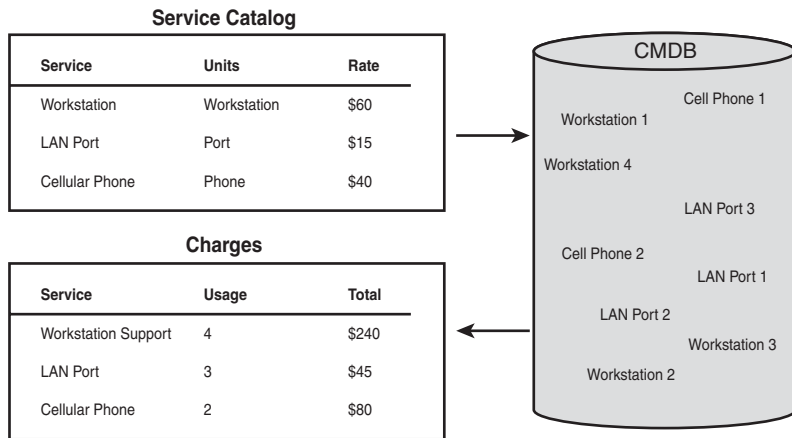 Service Catalog
Service Units Rate
Workstation Workstation $60
LAN Port Port $15
Cellular Phone Phone $40
Charges
Service Usage Total
Workstation Support 4 $240
LAN Port 3 $45
Cellular Phone 2 $80
CMDB
Cell Phone 1
Workstation 1
Workstation 4
LAN Port 3
Cell Phone 2
LAN Port 1
LAN Port 2
Workstation 3
Workstation 2